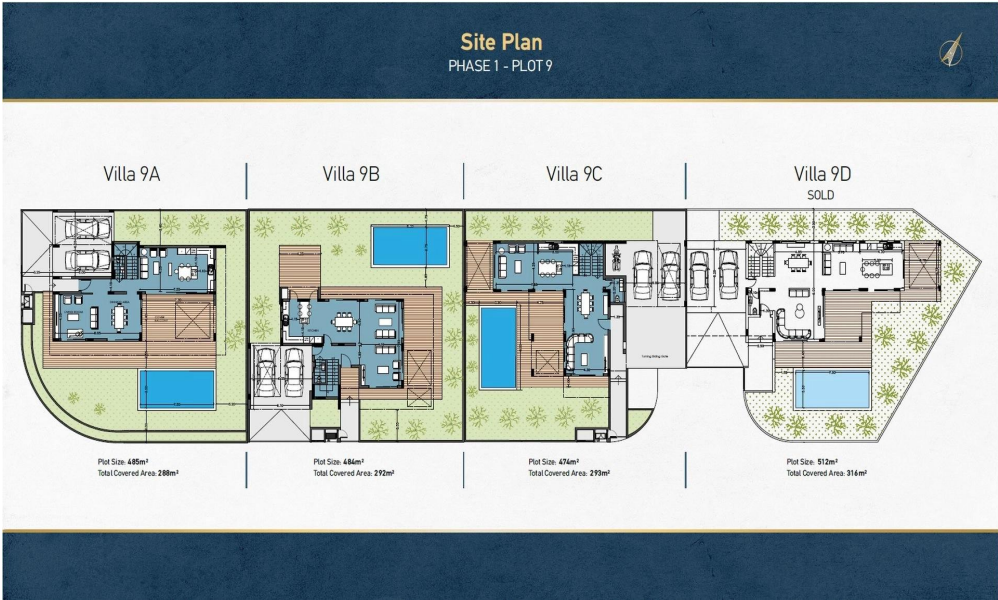 Site Plan
PHASE 1 - PLOT 9
Villa 9A
Villa 9B
Villa 9C
Villa 9D
SOLD
Plot Size: 485m²
Total Covered Area: 288m²
Plot Size: 484m²
Total Covered Area: 292m²
Plot Size: 474m²
Total Covered Area: 293m²
Plot Size: 512m²
Total Covered Area: 316m²